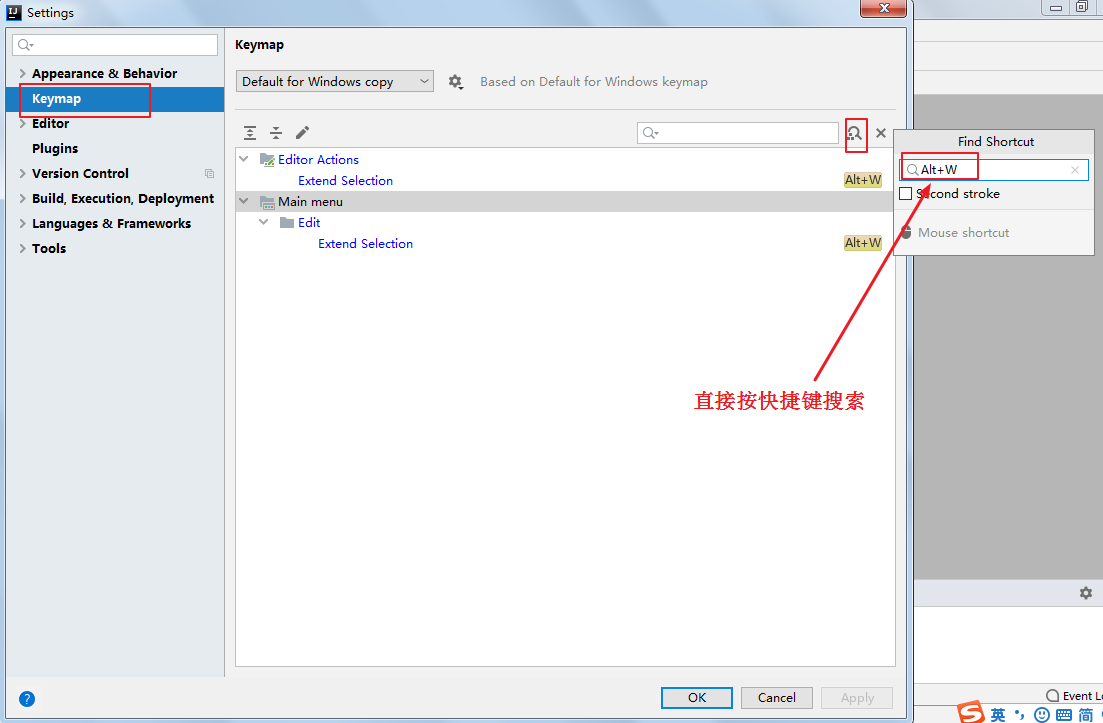 Settings
Keymap
Appearance & Behavior
Keymap
Editor
Plugins
Version Control
Build, Execution, Deployment
Languages & Frameworks
Tools
Default for Windows copy
Based on Default for Windows keymap
Editor Actions
Extend Selection
Alt+W
Main menu
Edit
Extend Selection
Alt+W
Find Shortcut
Alt+W
Second stroke
Mouse shortcut
直接按快捷键搜索
?
OK
Cancel
Apply
Event Lo
IJ
S
英
简